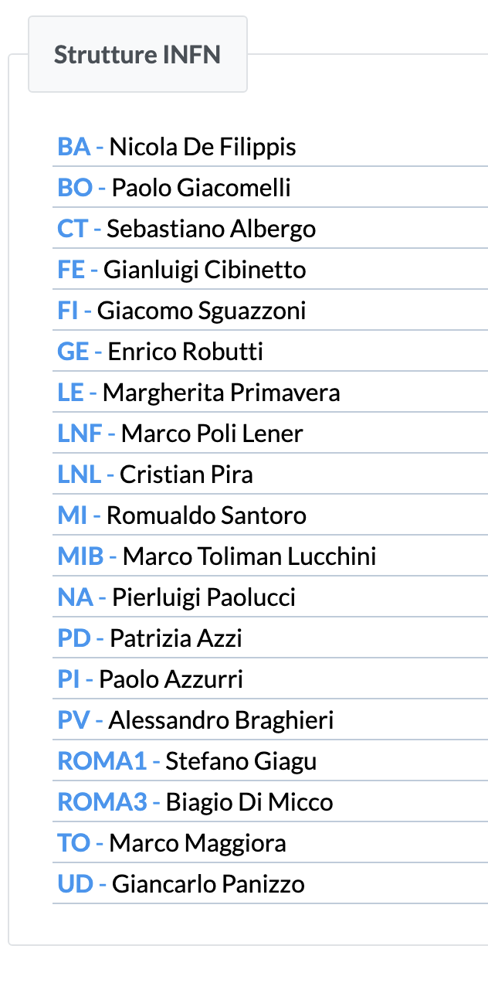 Strutture INFN
BA - Nicola De Filippis
BO - Paolo Giacomelli
CT - Sebastiano Albergo
FE - Gianluigi Cibinetto
FI - Giacomo Sguazzoni
GE - Enrico Robutti
LE - Margherita Primavera
LNF - Marco Poli Lener
LNL - Cristian Pira
MI - Romualdo Santoro
MIB - Marco Toliman Lucchini
NA - Pierluigi Paolucci
PD - Patrizia Azzi
PI - Paolo Azzurri
PV - Alessandro Braghieri
ROMA1 - Stefano Giagu
ROMA3 - Biagio Di Micco
TO - Marco Maggiora
UD - Giancarlo Panizzo